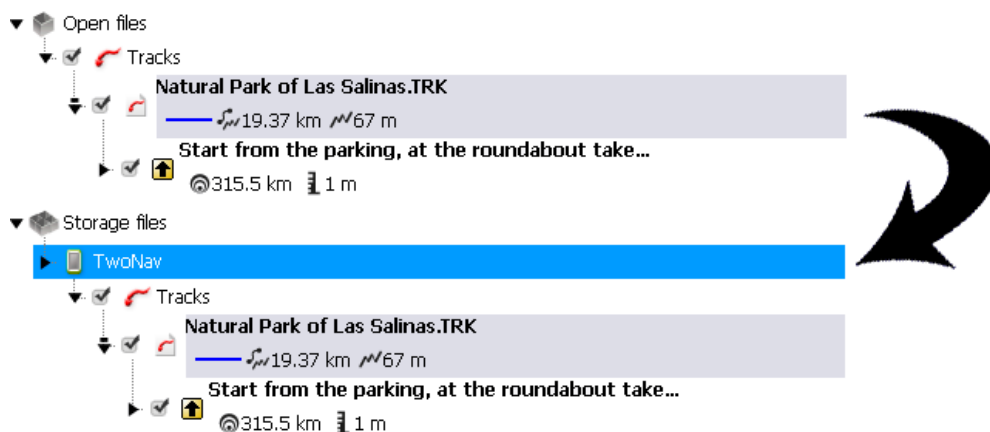 Open files
Tracks
Natural Park of Las Salinas.TRK
19.37 km 67 m
Start from the parking, at the roundabout take...
315.5 km 1 m
Storage files
TwoNav
Tracks
Natural Park of Las Salinas.TRK
19.37 km 67 m
Start from the parking, at the roundabout take...
315.5 km 1 m